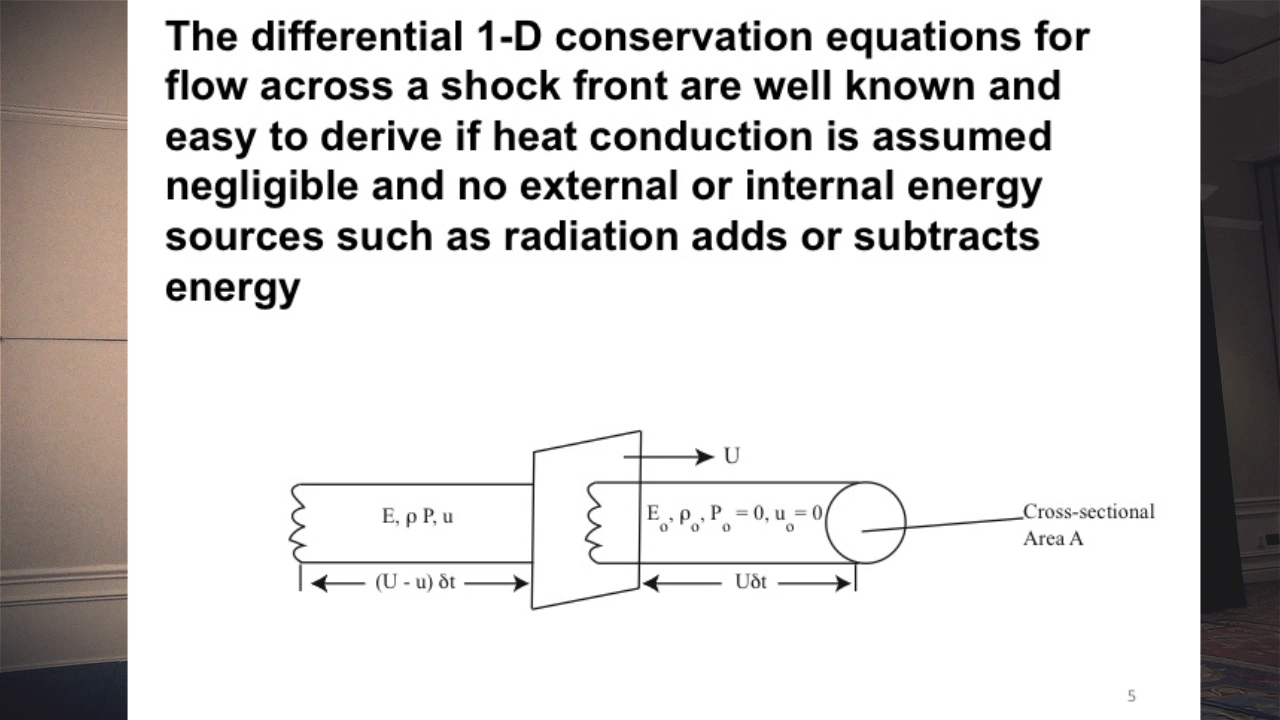 The differential 1-D conservation equations for
flow across a shock front are well known and
easy to derive if heat conduction is assumed
negligible and no external or internal energy
sources such as radiation adds or subtracts
energy
U
E, ρ P, u
E₀, ρ₀, P₀ = 0, u₀ = 0
Cross-sectional
Area A
(U - u) δt
Uδt
5